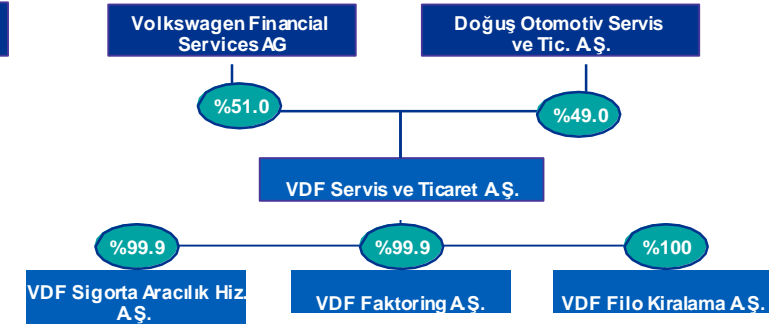 Volkswagen Financial
Services AG
Doğuş Otomotiv Servis
ve Tic. A.Ş.
%51.0
%49.0
VDF Servis ve Ticaret A.Ş.
%99.9
%99.9
%100
VDF Sigorta Aracılık Hiz.
A.Ş.
VDF Faktoring A.Ş.
VDF Filo Kiralama A.Ş.